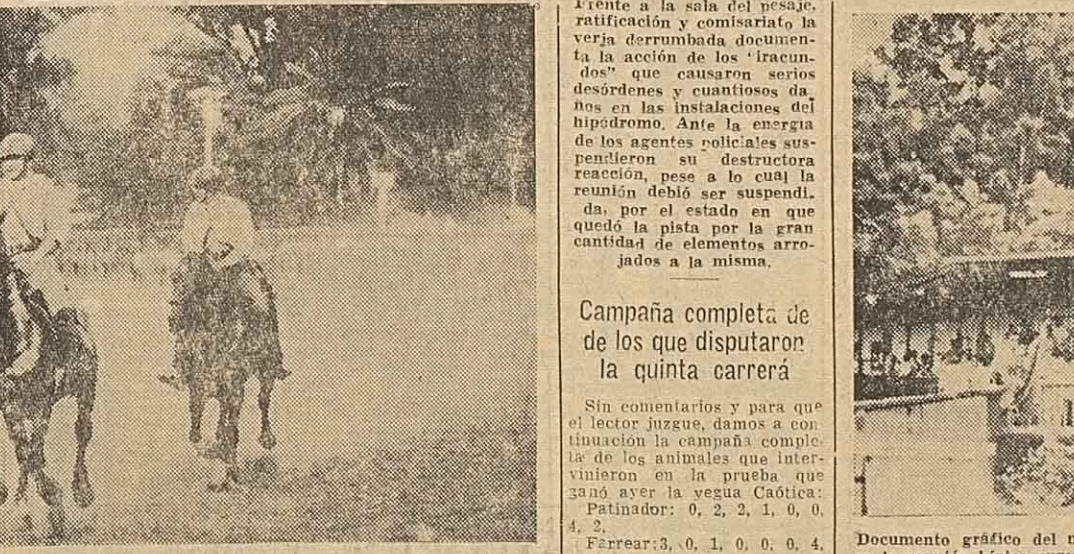 Frente a la sala del pesaje,
ratificación y comisariato la
verja derrumbada documen-
ta la acción de los "iracun-
dos" que causaron serios
desórdenes y cuantiosos da_
ños en las instalaciones del
hipódromo. Ante la energía
de los agentes policiales sus-
pendieron su destructora
reacción, pese a lo cual la
reunión debió ser suspendi.
da, por el estado en que
quedó la pista por la gran
cantidad de elementos arro-
jados a la misma.
Campaña completa de
de los que disputaron
la quinta carrerá
Sin comentarios y para que
el lector juzgue, damos a con
tinuación la campaña comple-
ta de los animales que inter-
vinieron en la prueba que
ganó ayer la yegua Caótica:
Patinador: 0, 2, 2, 1, 0, 0,
4, 2.
Farrear: 3, 0, 1, 0, 0, 0, 4,
Documento gráfico del